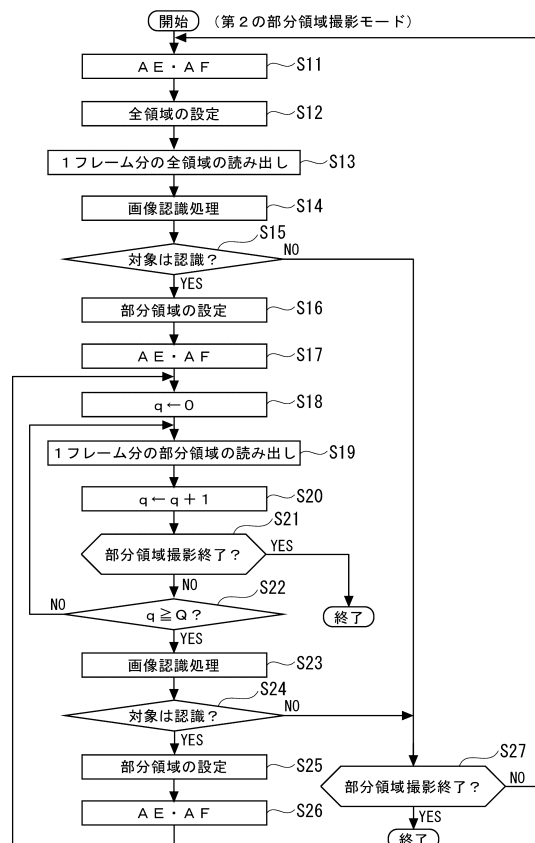 開始 （第２の部分領域撮影モード）
ＡＥ・ＡＦ S11
全領域の設定 S12
１フレーム分の全領域の読み出し S13
画像認識処理 S14
S15
対象は認識？ NO
YES
部分領域の設定 S16
ＡＥ・ＡＦ S17
q←0 S18
１フレーム分の部分領域の読み出し S19
q←q＋1 S20
S21
部分領域撮影終了？ YES
NO
S22
NO q≧Q？
終了
YES
画像認識処理 S23
S24
対象は認識？ NO
YES
部分領域の設定 S25
S27
部分領域撮影終了？ NO
ＡＥ・ＡＦ S26
YES
終了